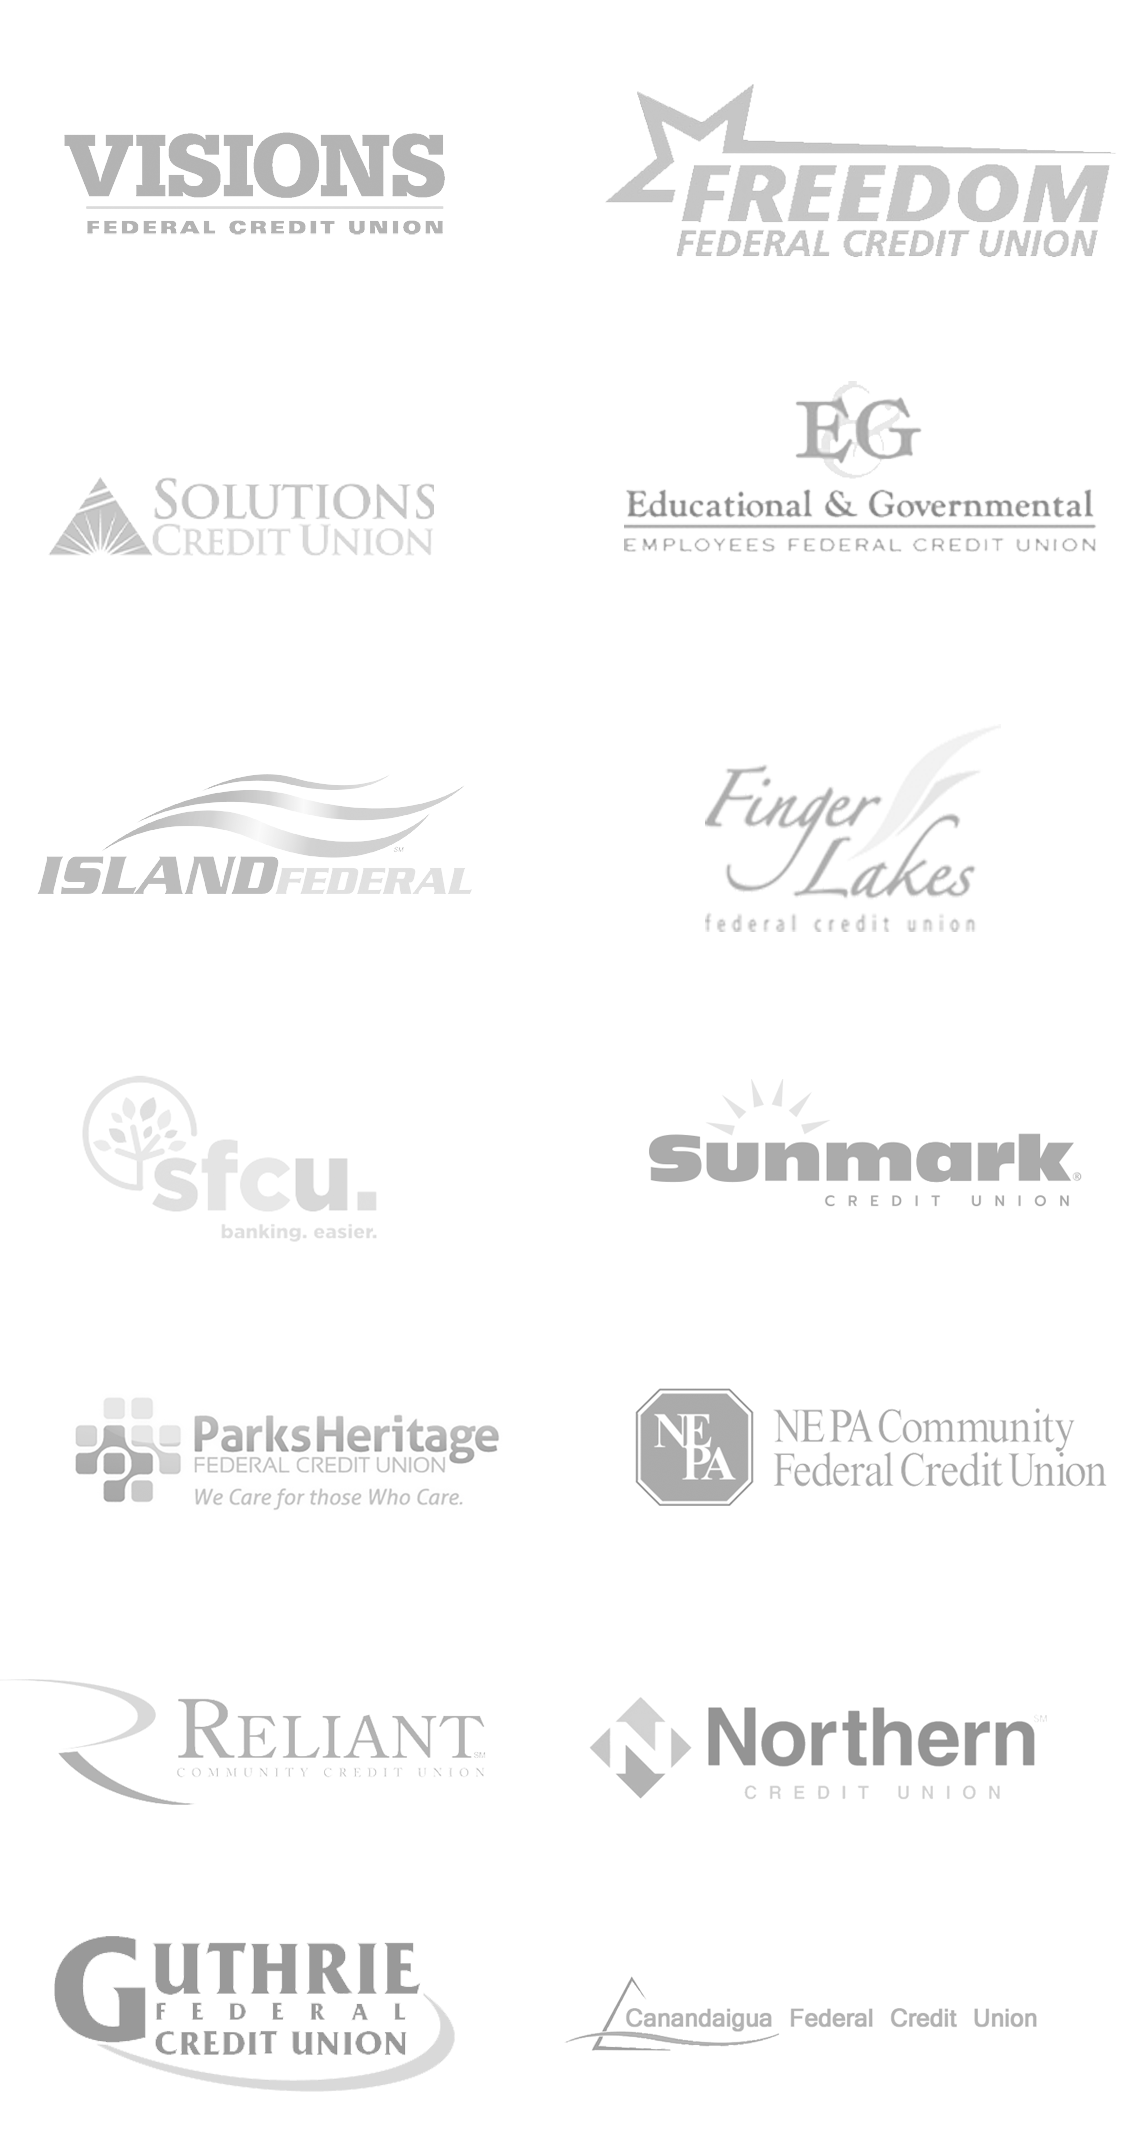 VISIONS
FEDERAL CREDIT UNION
FREEDOM
FEDERAL CREDIT UNION
SOLUTIONS
CREDIT UNION
E&G
Educational & Governmental
EMPLOYEES FEDERAL CREDIT UNION
ISLAND FEDERAL SM
Finger
Lakes
federal credit union
sfcu.
banking. easier.
Sunmark®
CREDIT UNION
ParksHeritage
FEDERAL CREDIT UNION
We Care for those Who Care.
NE
PA
NE PA Community
Federal Credit Union
RELIANT SM
COMMUNITY CREDIT UNION
N
Northern SM
CREDIT UNION
GUTHRIE
FEDERAL
CREDIT UNION
Canandaigua Federal Credit Union